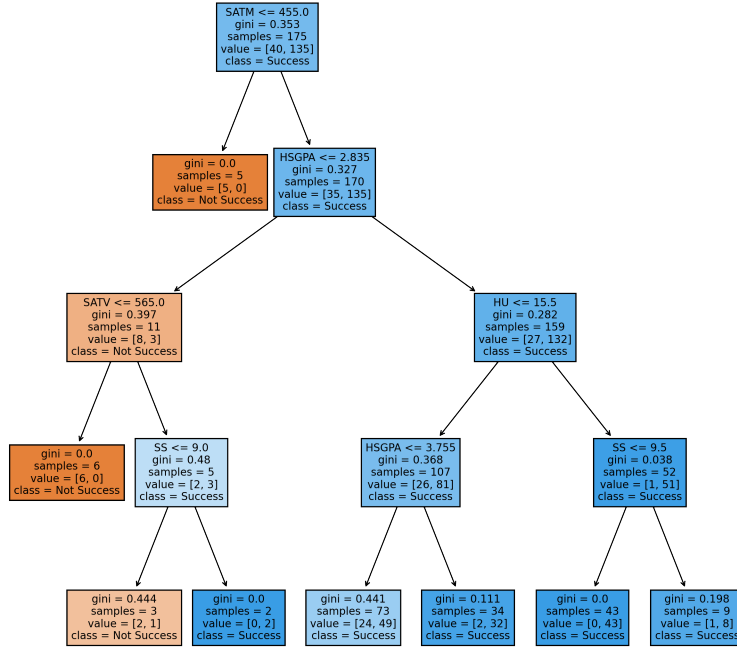 SATM <= 455.0
gini = 0.353
samples = 175
value = [40, 135]
class = Success
gini = 0.0
samples = 5
value = [5, 0]
class = Not Success
HSGPA <= 2.835
gini = 0.327
samples = 170
value = [35, 135]
class = Success
SATV <= 565.0
gini = 0.397
samples = 11
value = [8, 3]
class = Not Success
HU <= 15.5
gini = 0.282
samples = 159
value = [27, 132]
class = Success
gini = 0.0
samples = 6
value = [6, 0]
class = Not Success
SS <= 9.0
gini = 0.48
samples = 5
value = [2, 3]
class = Success
HSGPA <= 3.755
gini = 0.368
samples = 107
value = [26, 81]
class = Success
SS <= 9.5
gini = 0.038
samples = 52
value = [1, 51]
class = Success
gini = 0.444
samples = 3
value = [2, 1]
class = Not Success
gini = 0.0
samples = 2
value = [0, 2]
class = Success
gini = 0.441
samples = 73
value = [24, 49]
class = Success
gini = 0.111
samples = 34
value = [2, 32]
class = Success
gini = 0.0
samples = 43
value = [0, 43]
class = Success
gini = 0.198
samples = 9
value = [1, 8]
class = Success